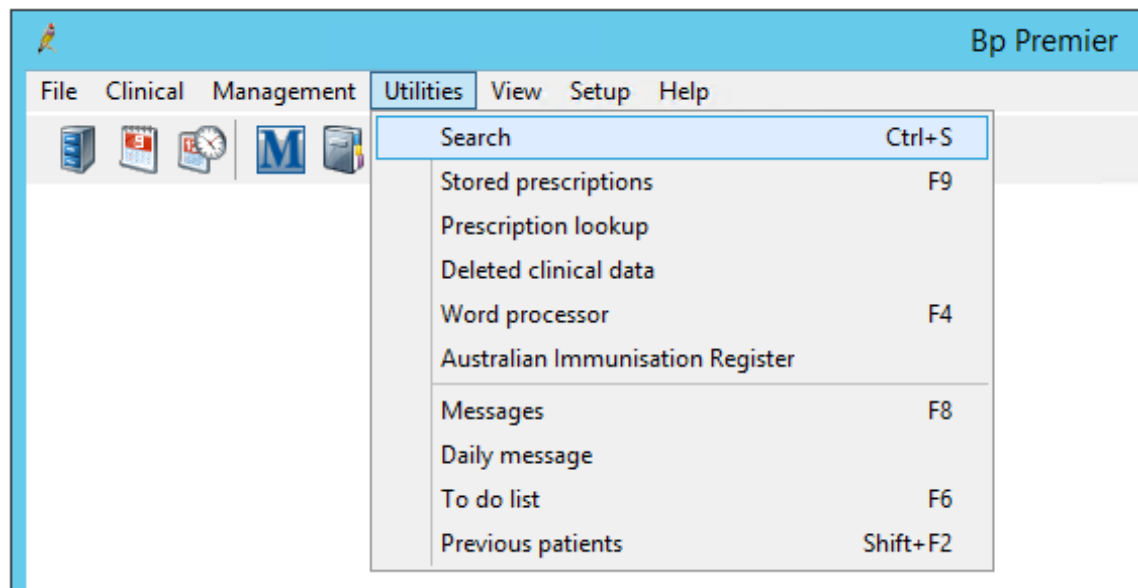 Bp Premier
File Clinical Management Utilities View Setup Help
M
Search Ctrl+S
Stored prescriptions F9
Prescription lookup
Deleted clinical data
Word processor F4
Australian Immunisation Register
Messages F8
Daily message
To do list F6
Previous patients Shift+F2